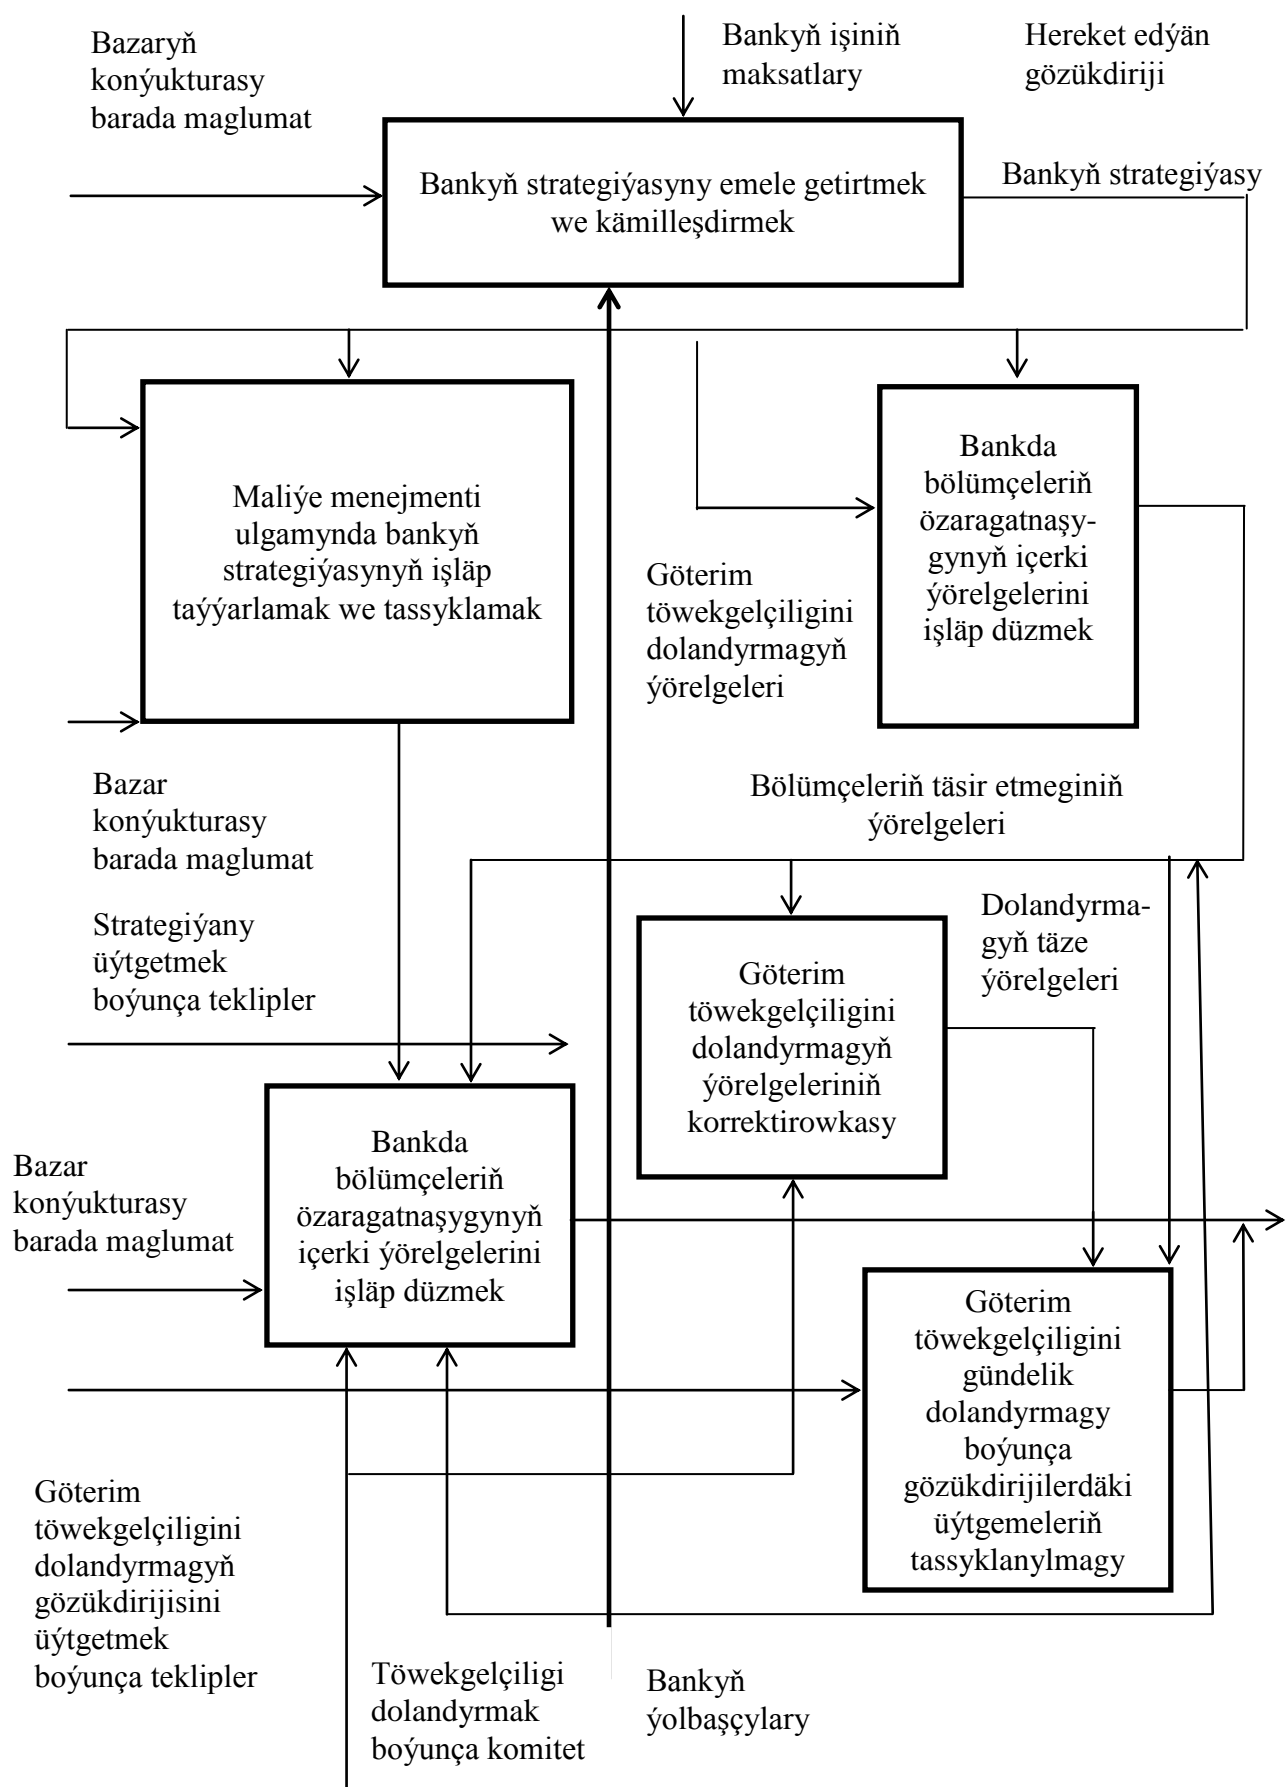 Bazaryň
konýukturasy
barada maglumat
Bankyň işiniň
maksatlary
Hereket edýän
gözükdiriji
Bankyň strategiýasyny emele getirtmek
we kämilleşdirmek
Bankyň strategiýasy
Maliýe menejmenti
ulgamynda bankyň
strategiýasynyň işläp
taýýarlamak we tassyklamak
Göterim
töwekgelçiligini
dolandyrmagyň
ýörelgeleri
Bankda
bölümçeleriň
özaragatnaşy-
gynyň içerki
ýörelgelerini
işläp düzmek
Bazar
konýukturasy
barada maglumat
Bölümçeleriň täsir etmeginiň
ýörelgeleri
Strategiýany
üýtgetmek
boýunça teklipler
Göterim
töwekgelçiligini
dolandyrmagyň
ýörelgeleriniň
korrektirowkasy
Dolandyrma-
gyň täze
ýörelgeleri
Bazar
konýukturasy
barada maglumat
Bankda
bölümçeleriň
özaragatnaşygynyň
içerki ýörelgelerini
işläp düzmek
Göterim
töwekgelçiligini
gündelik
dolandyrmagy
boýunça
gözükdirijilerdäki
üýtgemeleriň
tassyklanylmagy
Göterim
töwekgelçiligini
dolandyrmagyň
gözükdirijisini
üýtgetmek
boýunça teklipler
Töwekgelçiligi
dolandyrmak
boýunça komitet
Bankyň
ýolbaşçylary